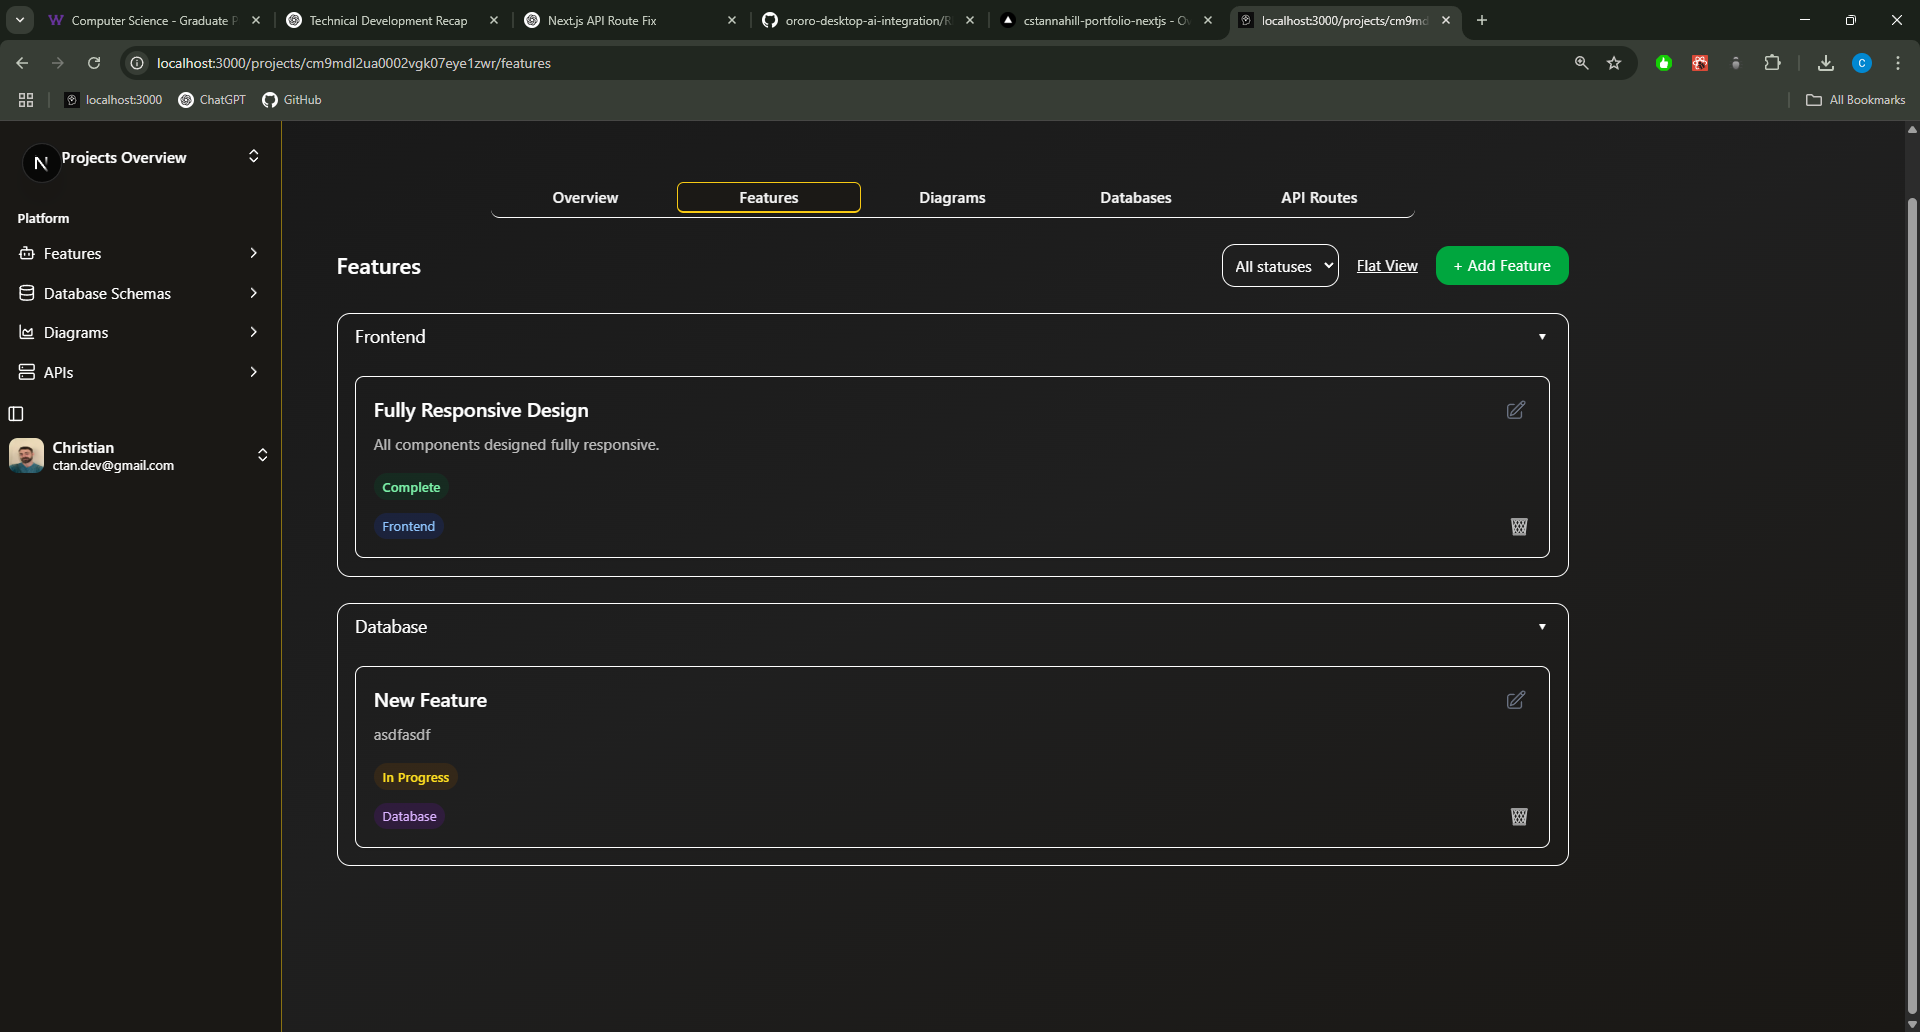 Computer Science - Graduate P
Technical Development Recap
Next.js API Route Fix
ororo-desktop-ai-integration/R
cstannahill-portfolio-nextjs - Ov
localhost:3000/projects/cm9md
localhost:3000/projects/cm9mdl2ua0002vgk07eye1zwr/features
C
localhost:3000
ChatGPT
GitHub
All Bookmarks
N
Projects Overview
Platform
Features
Database Schemas
Diagrams
APIs
Christian
ctan.dev@gmail.com
Overview
Features
Diagrams
Databases
API Routes
Features
All statuses
Flat View
+ Add Feature
Frontend
Fully Responsive Design
All components designed fully responsive.
Complete
Frontend
Database
New Feature
asdfasdf
In Progress
Database